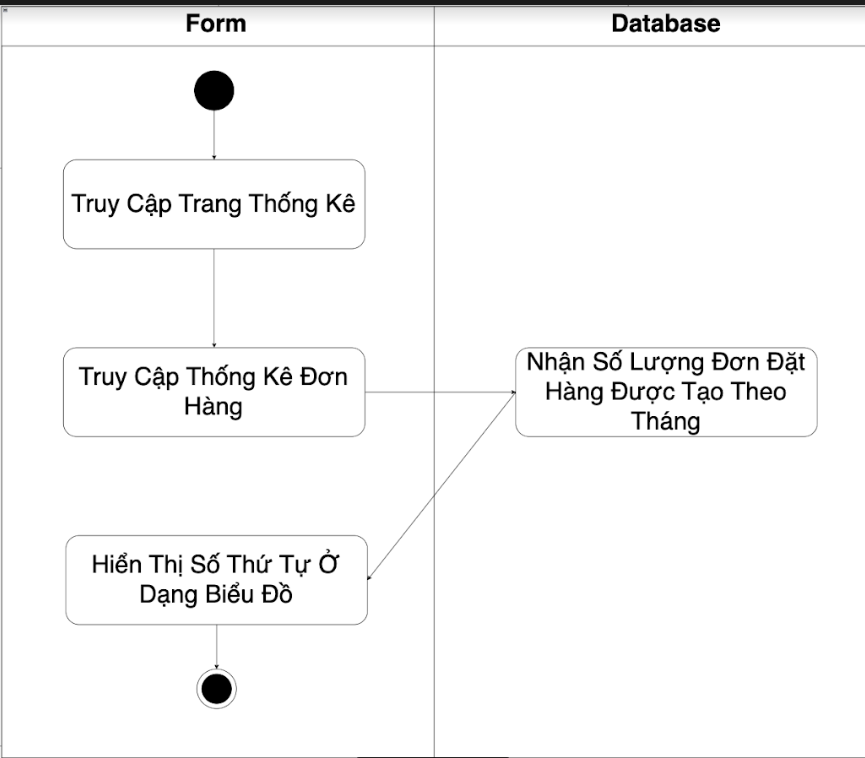 Form
Database
Truy Cập Trang Thống Kê
Truy Cập Thống Kê Đơn
Hàng
Nhận Số Lượng Đơn Đặt
Hàng Được Tạo Theo
Tháng
Hiển Thị Số Thứ Tự Ở
Dạng Biểu Đồ